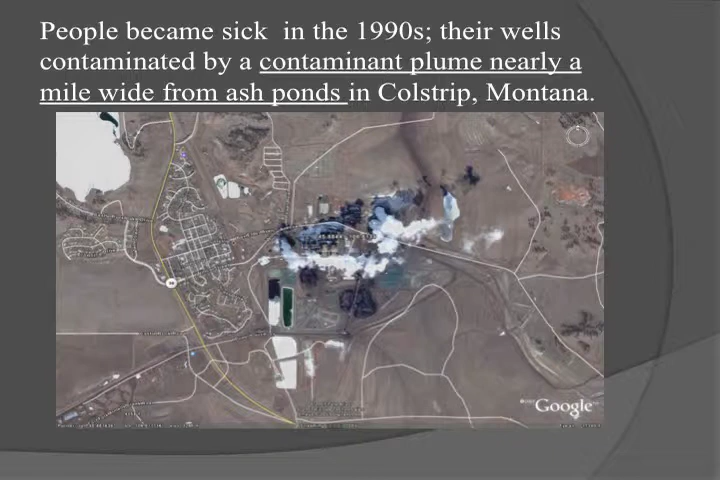 People became sick  in the 1990s; their wells
contaminated by a contaminant plume nearly a
mile wide from ash ponds in Colstrip, Montana.
Google